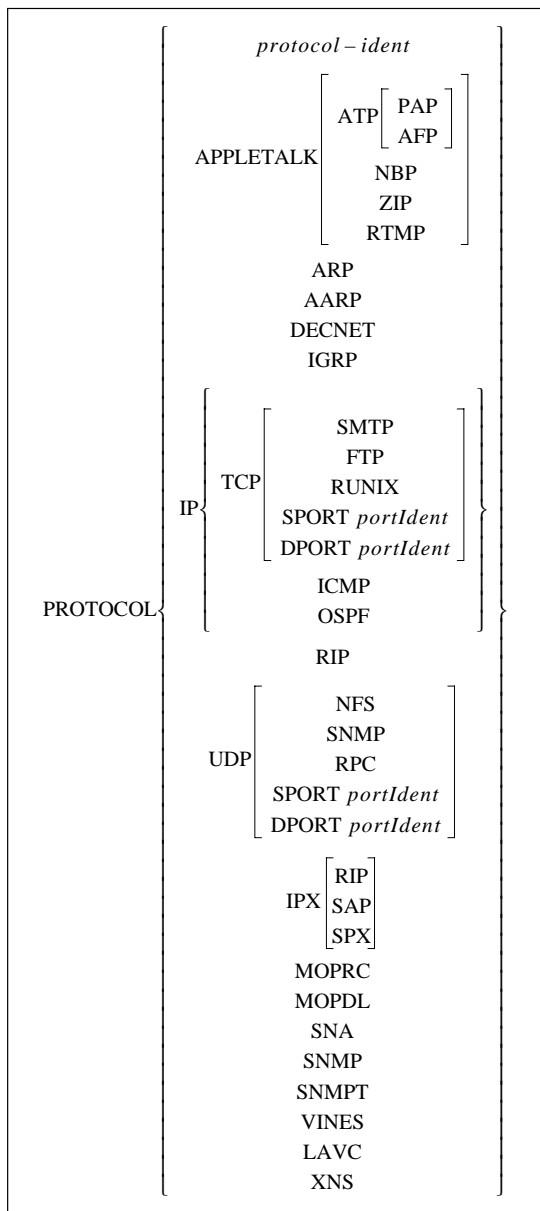 protocol – ident
ATP
PAP
AFP
APPLETALK
NBP
ZIP
RTMP
ARP
AARP
DECNET
IGRP
SMTP
FTP
TCP
RUNIX
IP
SPORT portIdent
DPORT portIdent
ICMP
PROTOCOL
OSPF
RIP
NFS
SNMP
UDP
RPC
SPORT portIdent
DPORT portIdent
RIP
IPX
SAP
SPX
MOPRC
MOPDL
SNA
SNMP
SNMPT
VINES
LAVC
XNS